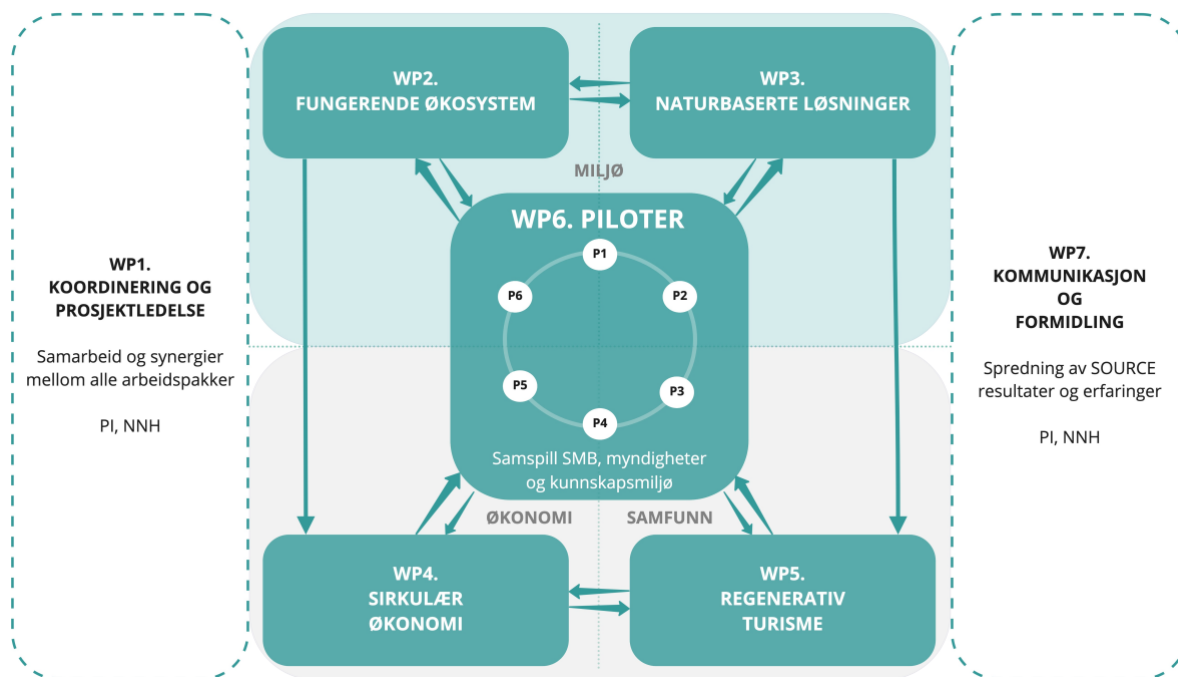 WP1.
KOORDINERING OG
PROSJEKTLEDELSE
Samarbeid og synergier
mellom alle arbeidspakker
PI, NNH
WP2.
FUNGERENDE ØKOSYSTEM
WP3.
NATURBASERTE LØSNINGER
MILJØ
WP6. PILOTER
P1
P2
P3
P4
P5
P6
Samspill SMB, myndigheter
og kunnskapsmiljø
ØKONOMI
SAMFUNN
WP4.
SIRKULÆR
ØKONOMI
WP5.
REGENERATIV
TURISME
WP7.
KOMMUNIKASJON
OG
FORMIDLING
Spredning av SOURCE
resultater og erfaringer
PI, NNH